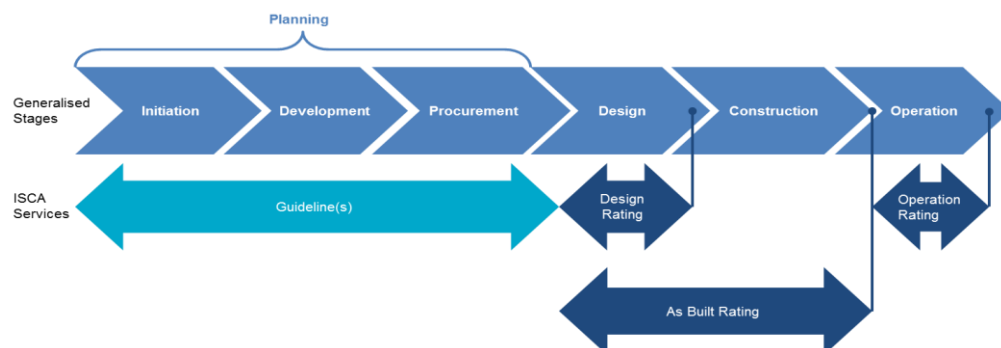 Planning
Generalised
Stages
Initiation
Development
Procurement
Design
Construction
Operation
ISCA
Services
Guideline(s)
Design
Rating
Operation
Rating
As Built Rating